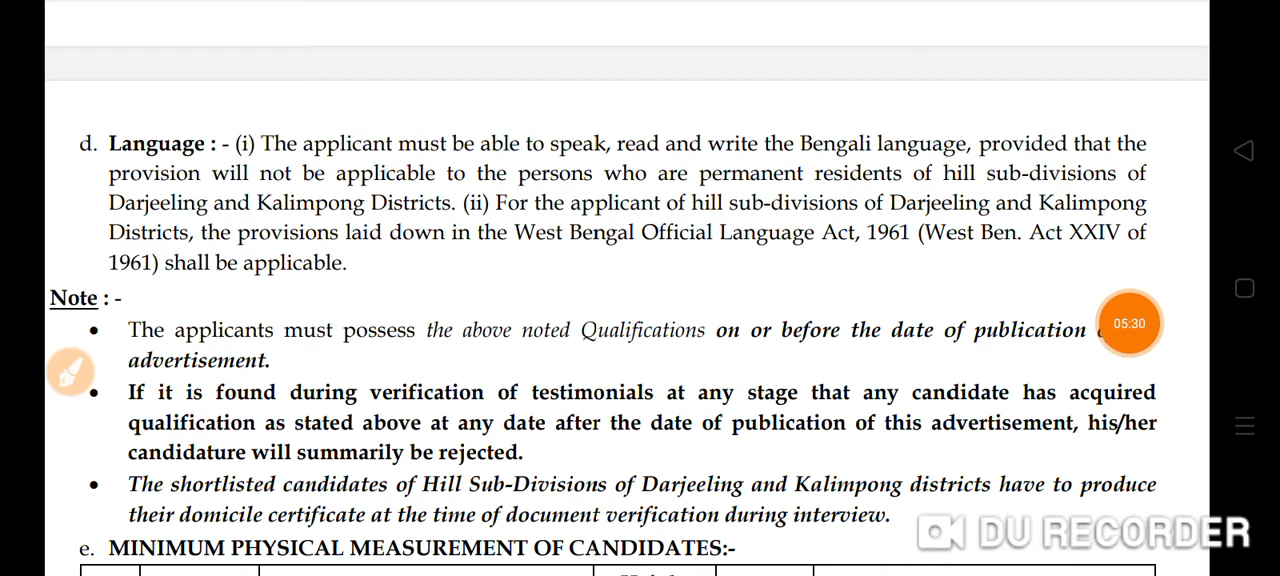 d. Language : - (i) The applicant must be able to speak, read and write the Bengali language, provided that the
provision will not be applicable to the persons who are permanent residents of hill sub-divisions of
Darjeeling and Kalimpong Districts. (ii) For the applicant of hill sub-divisions of Darjeeling and Kalimpong
Districts, the provisions laid down in the West Bengal Official Language Act, 1961 (West Ben. Act XXIV of
1961) shall be applicable.
Note : -
• The applicants must possess the above noted Qualifications on or before the date of publication
05:30
advertisement.
• If it is found during verification of testimonials at any stage that any candidate has acquired
qualification as stated above at any date after the date of publication of this advertisement, his/her
candidature will summarily be rejected.
• The shortlisted candidates of Hill Sub-Divisions of Darjeeling and Kalimpong districts have to produce
their domicile certificate at the time of document verification during interview.
DU RECORDER
e. MINIMUM PHYSICAL MEASUREMENT OF CANDIDATES:-